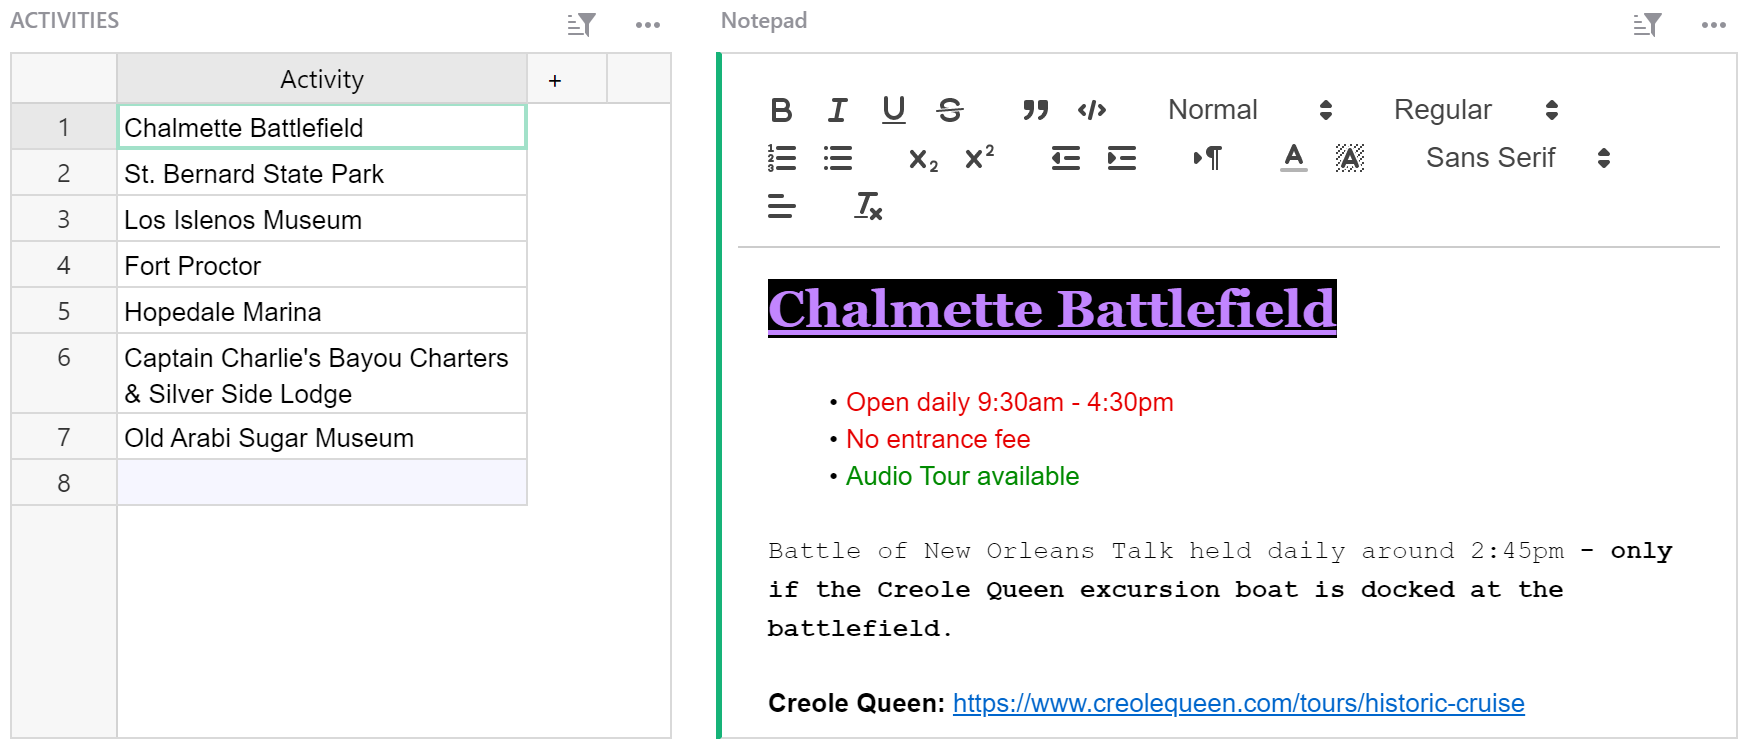 ACTIVITIES
Activity
+
1 Chalmette Battlefield
2 St. Bernard State Park
3 Los Islenos Museum
4 Fort Proctor
5 Hopedale Marina
6 Captain Charlie's Bayou Charters
& Silver Side Lodge
7 Old Arabi Sugar Museum
8
Notepad
B I U S Normal Regular
x₂ x² A A Sans Serif
Tx
Chalmette Battlefield
• Open daily 9:30am - 4:30pm
• No entrance fee
• Audio Tour available
Battle of New Orleans Talk held daily around 2:45pm - only
if the Creole Queen excursion boat is docked at the
battlefield.
Creole Queen: https://www.creolequeen.com/tours/historic-cruise